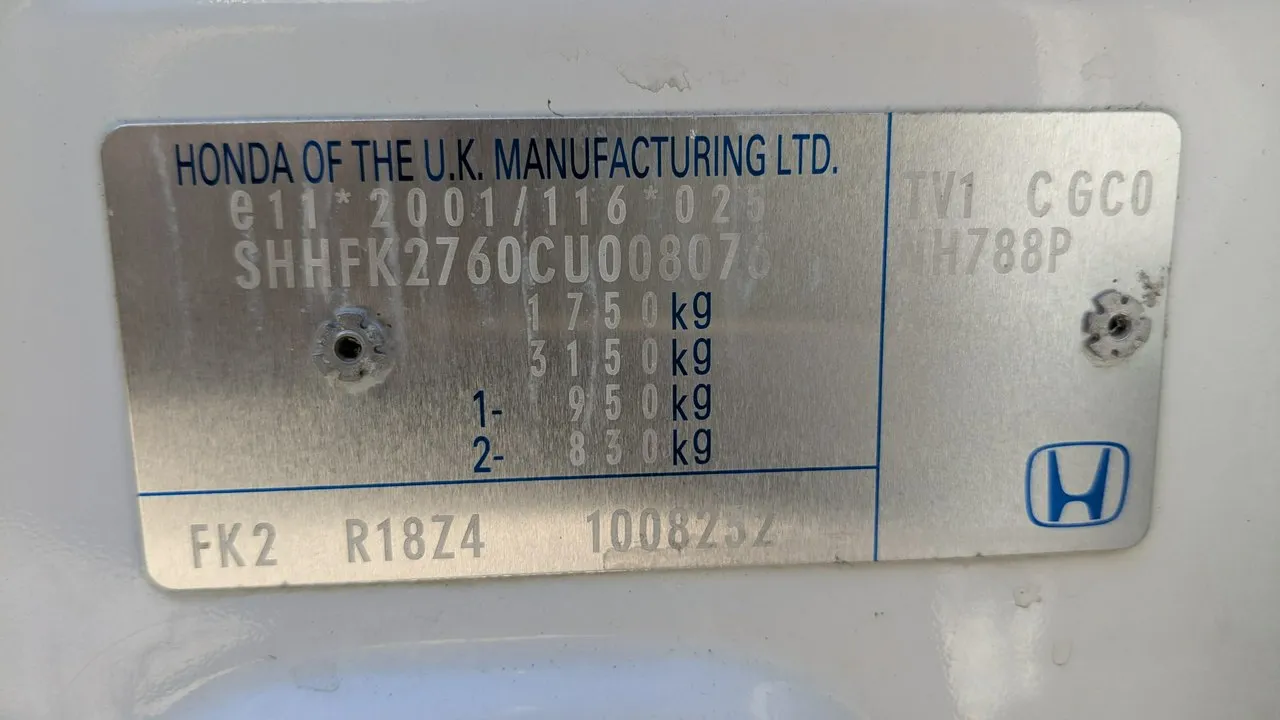 HONDA OF THE U.K. MANUFACTURING LTD.
e11*2001/116*025
SHHFK2760CU008076
1750kg
3150kg
1- 950kg
2- 830kg
FK2 R18Z4 1008232
TV1 CGC0
NH788P